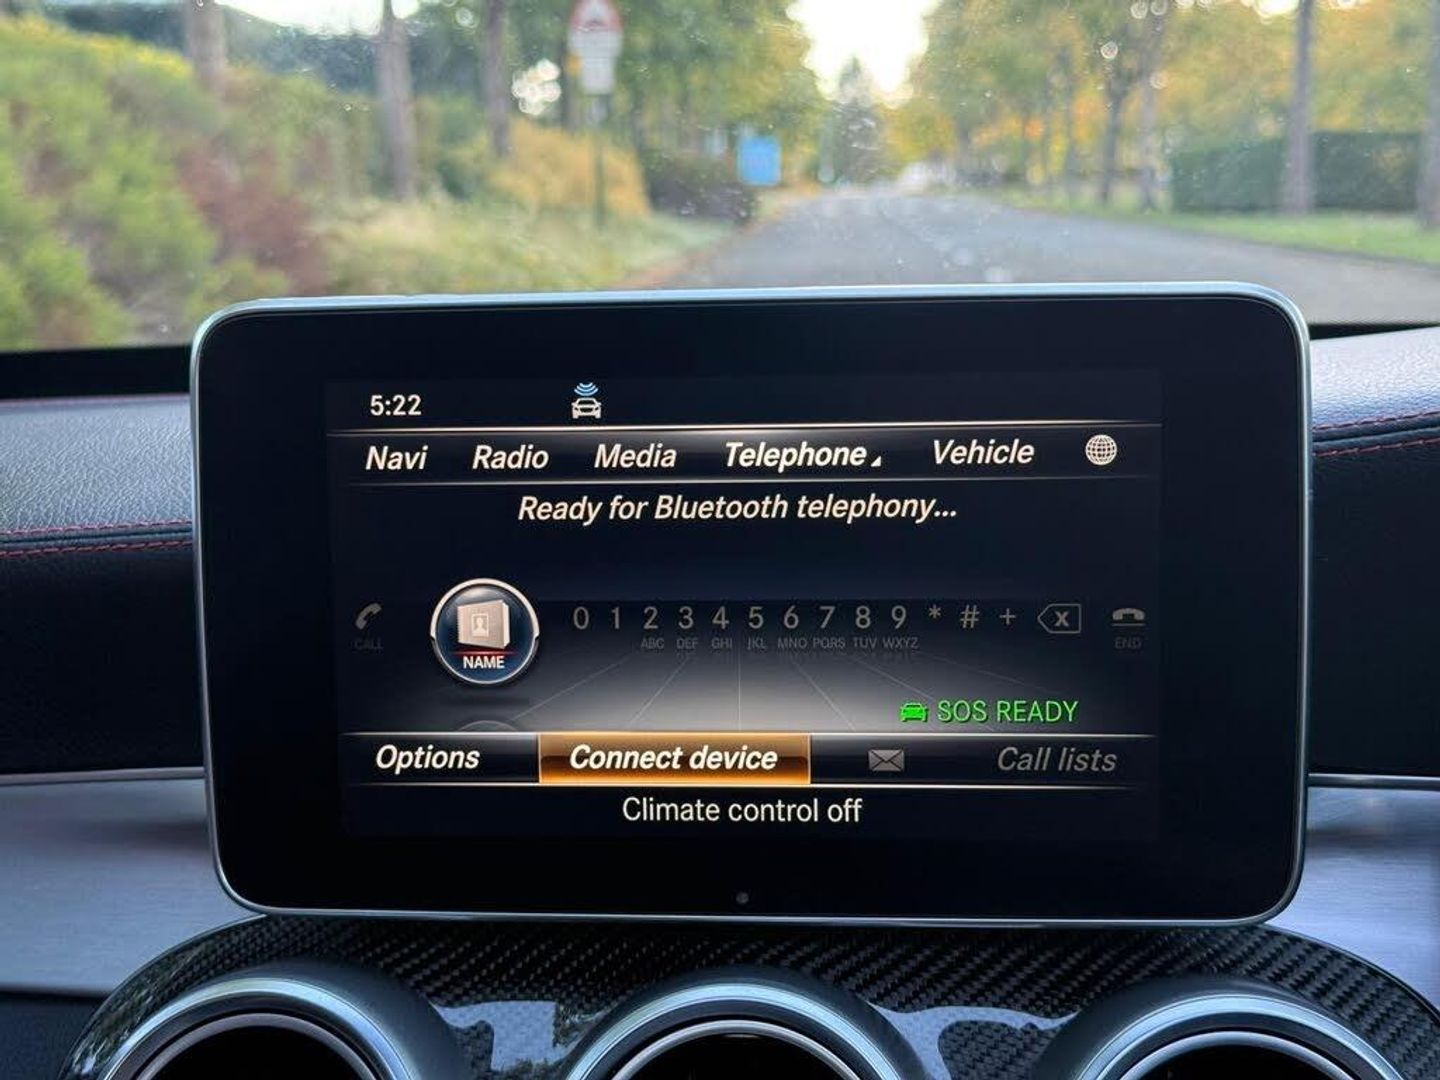 5:22
Navi Radio Media Telephone Vehicle
Ready for Bluetooth telephony...
0 1 2 3 4 5 6 7 8 9 * # + X
CALL ABC DEF GHI JKL MNO PQRS TUV WXYZ END
NAME
SOS READY
Options Connect device Call lists
Climate control off